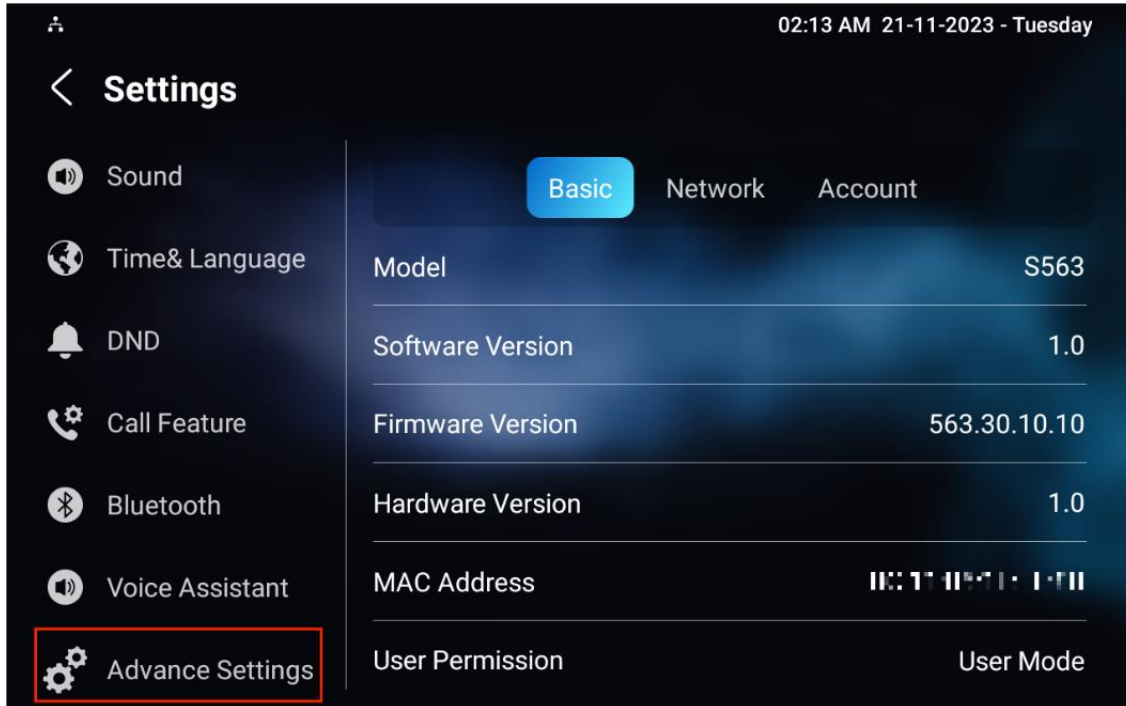 02:13 AM 21-11-2023 - Tuesday
Settings
Sound
Time& Language
DND
Call Feature
Bluetooth
Voice Assistant
Advance Settings
Basic Network Account
Model S563
Software Version 1.0
Firmware Version 563.30.10.10
Hardware Version 1.0
MAC Address
User Permission User Mode